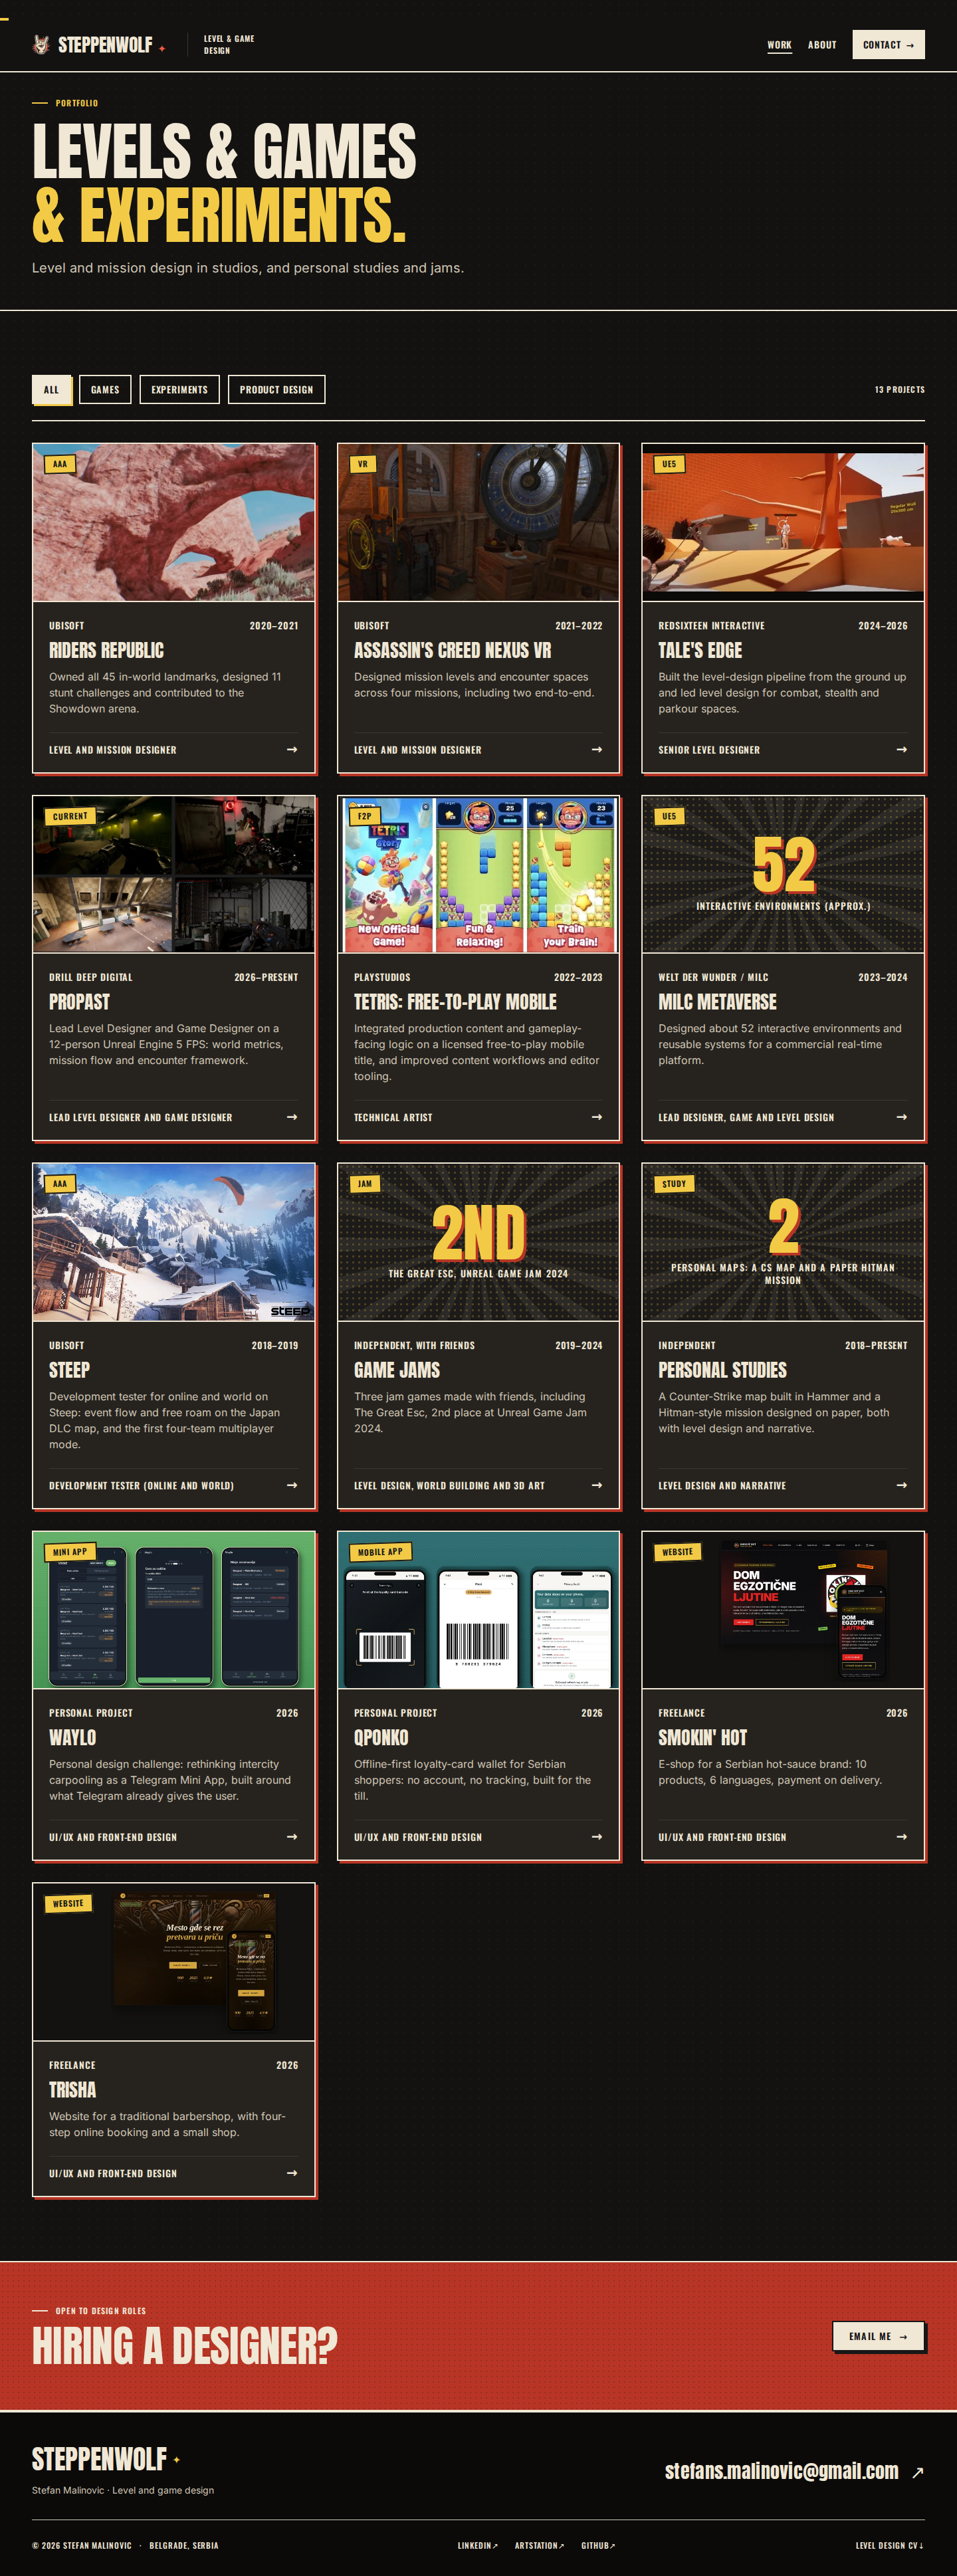 STEPPENWOLF
LEVEL & GAME
DESIGN
WORK
ABOUT
CONTACT →
PORTFOLIO
LEVELS & GAMES
& EXPERIMENTS.
Level and mission design in studios, and personal studies and jams.
ALL
GAMES
EXPERIMENTS
PRODUCT DESIGN
13 PROJECTS
AAA
UBISOFT
2020–2021
RIDERS REPUBLIC
Owned all 45 in-world landmarks, designed 11
stunt challenges and contributed to the
Showdown arena.
LEVEL AND MISSION DESIGNER →
VR
UBISOFT
2021–2022
ASSASSIN'S CREED NEXUS VR
Designed mission levels and encounter spaces
across four missions, including two end-to-end.
LEVEL AND MISSION DESIGNER →
UE5
REDSIXTEEN INTERACTIVE
2024–2026
TALE'S EDGE
Built the level-design pipeline from the ground up
and led level design for combat, stealth and
parkour spaces.
SENIOR LEVEL DESIGNER →
CURRENT
DRILL DEEP DIGITAL
2026–PRESENT
PROPAST
Lead Level Designer and Game Designer on a
12-person Unreal Engine 5 FPS: world metrics,
mission flow and encounter framework.
LEAD LEVEL DESIGNER AND GAME DESIGNER →
F2P
TETRIS
Story
New Official
Game!
25
Fun &
Relaxing!
23
Train
your Brain!
PLAYSTUDIOS
2022–2023
TETRIS: FREE-TO-PLAY MOBILE
Integrated production content and gameplay-
facing logic on a licensed free-to-play mobile
title, and improved content workflows and editor
tooling.
TECHNICAL ARTIST →
UE5
52
INTERACTIVE ENVIRONMENTS (APPROX.)
WELT DER WUNDER / MILC
2023–2024
MILC METAVERSE
Designed about 52 interactive environments and
reusable systems for a commercial real-time
platform.
LEAD DESIGNER, GAME AND LEVEL DESIGN →
AAA
STEEP
UBISOFT
2018–2019
STEEP
Development tester for online and world on
Steep: event flow and free roam on the Japan
DLC map, and the first four-team multiplayer
mode.
DEVELOPMENT TESTER (ONLINE AND WORLD) →
JAM
2ND
THE GREAT ESC, UNREAL GAME JAM 2024
INDEPENDENT, WITH FRIENDS
2019–2024
GAME JAMS
Three jam games made with friends, including
The Great Esc, 2nd place at Unreal Game Jam
2024.
LEVEL DESIGN, WORLD BUILDING AND 3D ART →
STUDY
2
PERSONAL MAPS: A CS MAP AND A PAPER HITMAN
MISSION
INDEPENDENT
2018–PRESENT
PERSONAL STUDIES
A Counter-Strike map built in Hammer and a
Hitman-style mission designed on paper, both
with level design and narrative.
LEVEL DESIGN AND NARRATIVE →
MINI APP
PERSONAL PROJECT
2026
WAYLO
Personal design challenge: rethinking intercity
carpooling as a Telegram Mini App, built around
what Telegram already gives the user.
UI/UX AND FRONT-END DESIGN →
MOBILE APP
PERSONAL PROJECT
2026
QPONKO
Offline-first loyalty-card wallet for Serbian
shoppers: no account, no tracking, built for the
till.
UI/UX AND FRONT-END DESIGN →
WEBSITE
DOM
EGZOTIČNE
LJUTINE
DOM
EGZOTIČNE
LJUTINE
FREELANCE
2026
SMOKIN' HOT
E-shop for a Serbian hot-sauce brand: 10
products, 6 languages, payment on delivery.
UI/UX AND FRONT-END DESIGN →
WEBSITE
Mesto gde se rez
pretvara u priču
FREELANCE
2026
TRISHA
Website for a traditional barbershop, with four-
step online booking and a small shop.
UI/UX AND FRONT-END DESIGN →
OPEN TO DESIGN ROLES
HIRING A DESIGNER?
EMAIL ME →
STEPPENWOLF
Stefan Malinovic · Level and game design
stefans.malinovic@gmail.com ↗
© 2026 STEFAN MALINOVIC · BELGRADE, SERBIA
LINKEDIN↗
ARTSTATION↗
GITHUB↗
LEVEL DESIGN CV↓